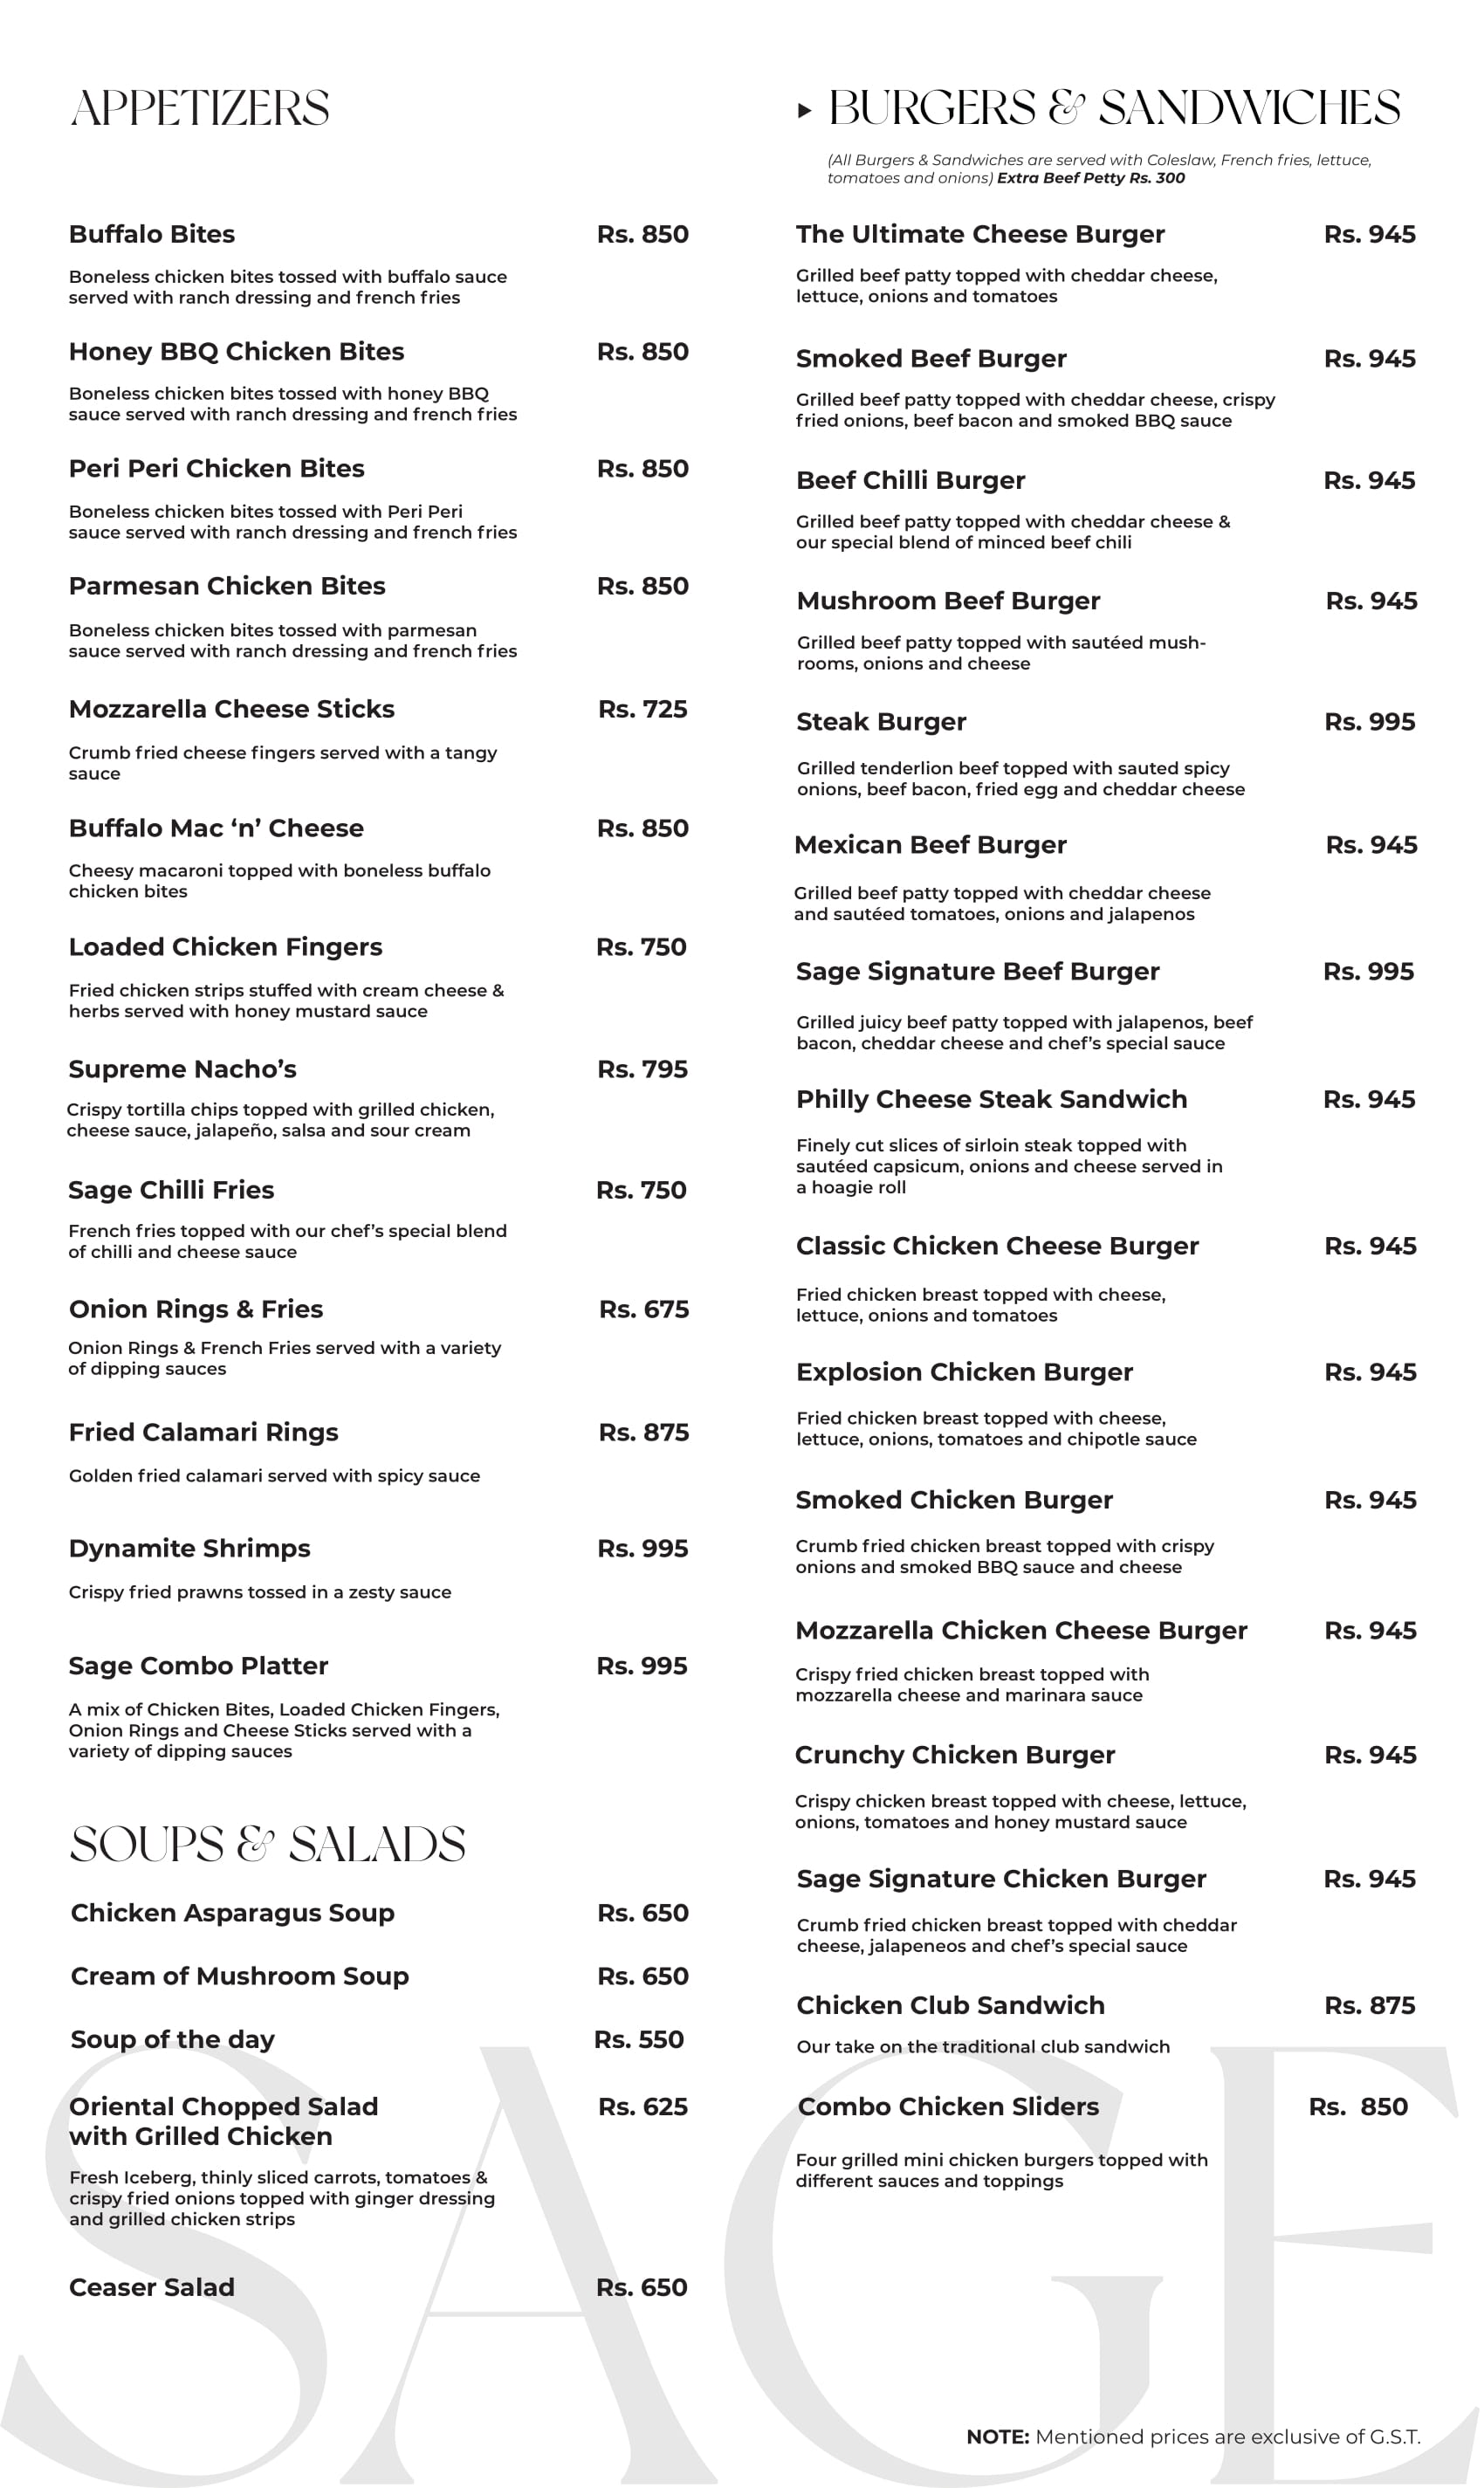 APPETIZERS
Buffalo Bites Rs. 850
Boneless chicken bites tossed with buffalo sauce
served with ranch dressing and french fries
Honey BBQ Chicken Bites Rs. 850
Boneless chicken bites tossed with honey BBQ
sauce served with ranch dressing and french fries
Peri Peri Chicken Bites Rs. 850
Boneless chicken bites tossed with Peri Peri
sauce served with ranch dressing and french fries
Parmesan Chicken Bites Rs. 850
Boneless chicken bites tossed with parmesan
sauce served with ranch dressing and french fries
Mozzarella Cheese Sticks Rs. 725
Crumb fried cheese fingers served with a tangy
sauce
Buffalo Mac ‘n’ Cheese Rs. 850
Cheesy macaroni topped with boneless buffalo
chicken bites
Loaded Chicken Fingers Rs. 750
Fried chicken strips stuffed with cream cheese &
herbs served with honey mustard sauce
Supreme Nacho’s Rs. 795
Crispy tortilla chips topped with grilled chicken,
cheese sauce, jalapeño, salsa and sour cream
Sage Chilli Fries Rs. 750
French fries topped with our chef’s special blend
of chilli and cheese sauce
Onion Rings & Fries Rs. 675
Onion Rings & French Fries served with a variety
of dipping sauces
Fried Calamari Rings Rs. 875
Golden fried calamari served with spicy sauce
Dynamite Shrimps Rs. 995
Crispy fried prawns tossed in a zesty sauce
Sage Combo Platter Rs. 995
A mix of Chicken Bites, Loaded Chicken Fingers,
Onion Rings and Cheese Sticks served with a
variety of dipping sauces
SOUPS & SALADS
Chicken Asparagus Soup Rs. 650
Cream of Mushroom Soup Rs. 650
Soup of the day Rs. 550
Oriental Chopped Salad Rs. 625
with Grilled Chicken
Fresh Iceberg, thinly sliced carrots, tomatoes &
crispy fried onions topped with ginger dressing
and grilled chicken strips
Ceaser Salad Rs. 650
BURGERS & SANDWICHES
(All Burgers & Sandwiches are served with Coleslaw, French fries, lettuce,
tomatoes and onions) Extra Beef Petty Rs. 300
The Ultimate Cheese Burger Rs. 945
Grilled beef patty topped with cheddar cheese,
lettuce, onions and tomatoes
Smoked Beef Burger Rs. 945
Grilled beef patty topped with cheddar cheese, crispy
fried onions, beef bacon and smoked BBQ sauce
Beef Chilli Burger Rs. 945
Grilled beef patty topped with cheddar cheese &
our special blend of minced beef chili
Mushroom Beef Burger Rs. 945
Grilled beef patty topped with sautéed mush-
rooms, onions and cheese
Steak Burger Rs. 995
Grilled tenderlion beef topped with sauted spicy
onions, beef bacon, fried egg and cheddar cheese
Mexican Beef Burger Rs. 945
Grilled beef patty topped with cheddar cheese
and sautéed tomatoes, onions and jalapenos
Sage Signature Beef Burger Rs. 995
Grilled juicy beef patty topped with jalapenos, beef
bacon, cheddar cheese and chef’s special sauce
Philly Cheese Steak Sandwich Rs. 945
Finely cut slices of sirloin steak topped with
sautéed capsicum, onions and cheese served in
a hoagie roll
Classic Chicken Cheese Burger Rs. 945
Fried chicken breast topped with cheese,
lettuce, onions and tomatoes
Explosion Chicken Burger Rs. 945
Fried chicken breast topped with cheese,
lettuce, onions, tomatoes and chipotle sauce
Smoked Chicken Burger Rs. 945
Crumb fried chicken breast topped with crispy
onions and smoked BBQ sauce and cheese
Mozzarella Chicken Cheese Burger Rs. 945
Crispy fried chicken breast topped with
mozzarella cheese and marinara sauce
Crunchy Chicken Burger Rs. 945
Crispy chicken breast topped with cheese, lettuce,
onions, tomatoes and honey mustard sauce
Sage Signature Chicken Burger Rs. 945
Crumb fried chicken breast topped with cheddar
cheese, jalapeneos and chef’s special sauce
Chicken Club Sandwich Rs. 875
Our take on the traditional club sandwich
Combo Chicken Sliders Rs. 850
Four grilled mini chicken burgers topped with
different sauces and toppings
SAGE
NOTE: Mentioned prices are exclusive of G.S.T.